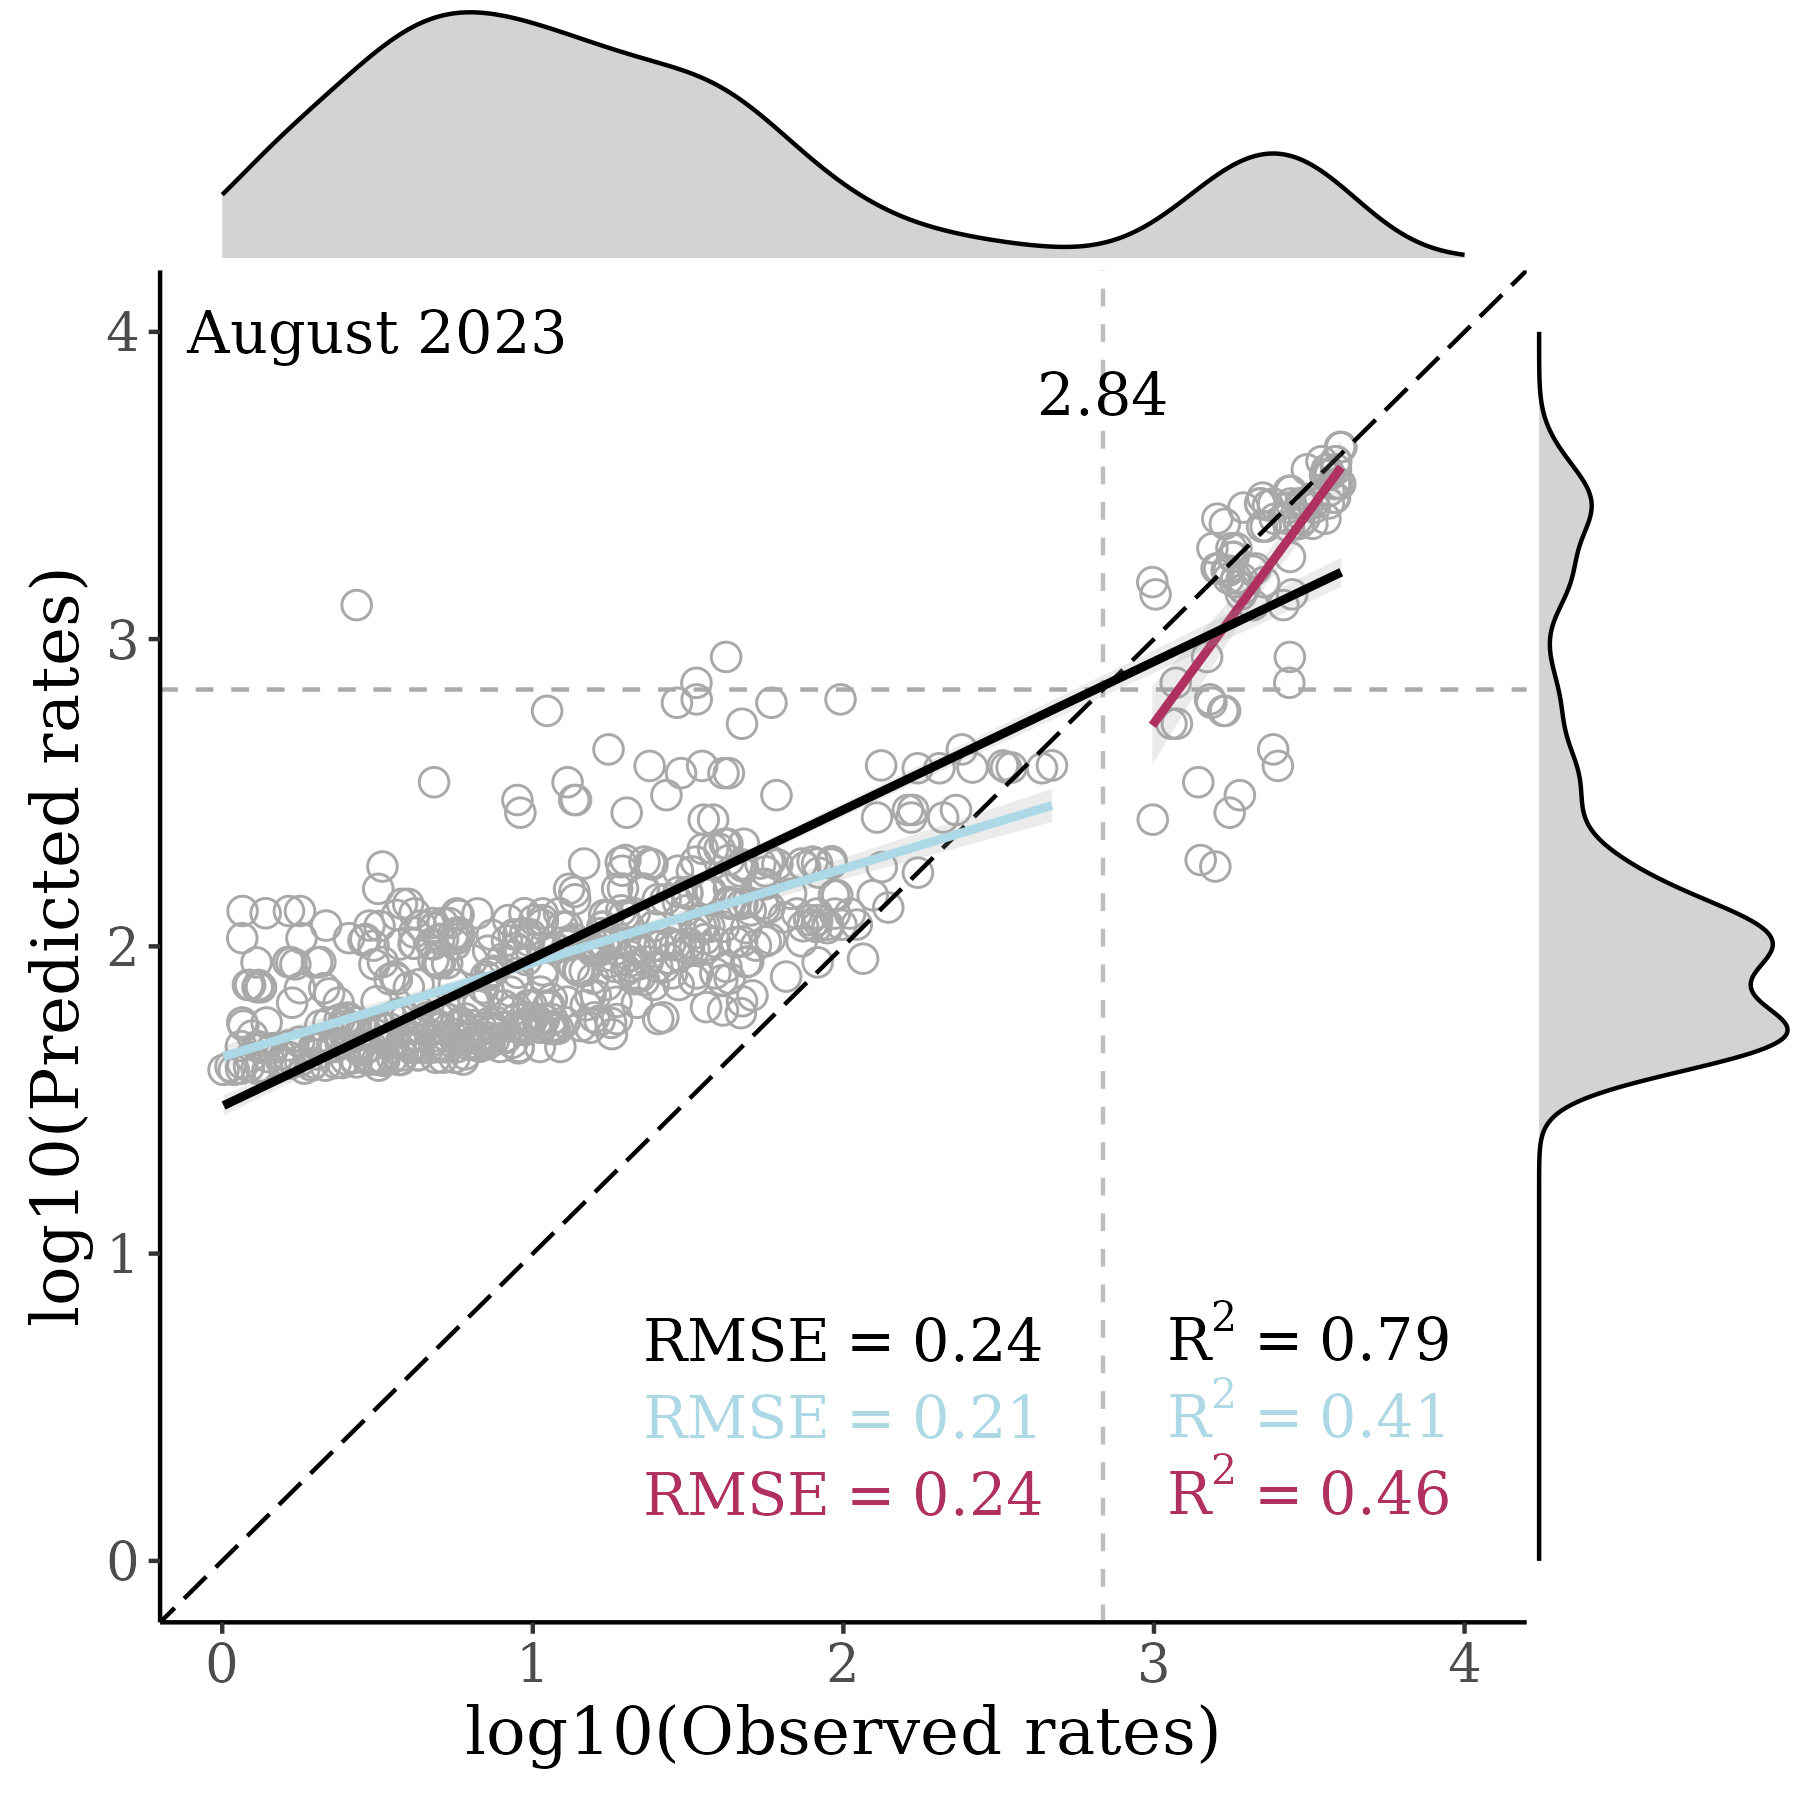 August 2023
2.84
4
3
2
1
0
log10(Predicted rates)
RMSE = 0.24 R² = 0.79
RMSE = 0.21 R² = 0.41
RMSE = 0.24 R² = 0.46
0 1 2 3 4
log10(Observed rates)